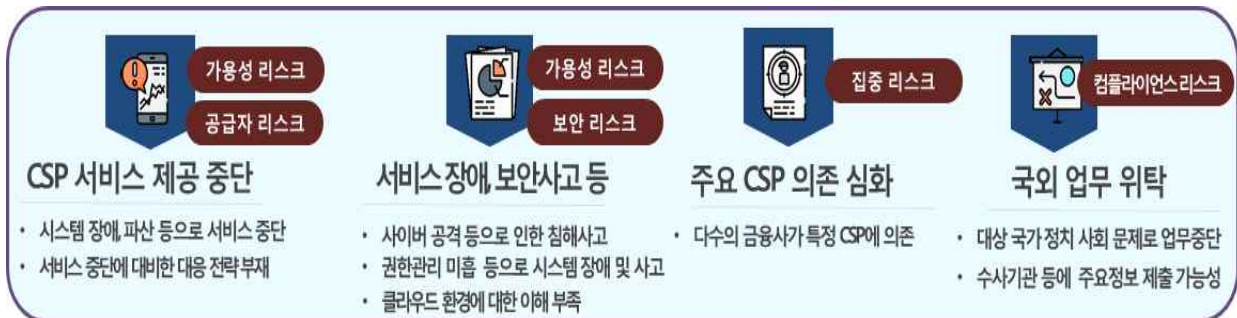 가용성 리스크
공급자 리스크
CSP 서비스 제공 중단
• 시스템 장애, 파산 등으로 서비스 중단
• 서비스 중단에 대비한 대응 전략 부재
가용성 리스크
보안 리스크
서비스 장애, 보안사고 등
• 사이버 공격 등으로 인한 침해사고
• 권한관리 미흡 등으로 시스템 장애 및 사고
• 클라우드 환경에 대한 이해 부족
집중 리스크
주요 CSP 의존 심화
• 다수의 금융사가 특정 CSP에 의존
컴플라이언스 리스크
국외 업무 위탁
• 대상 국가 정치 사회 문제로 업무중단
• 수사기관 등에 주요정보 제출 가능성